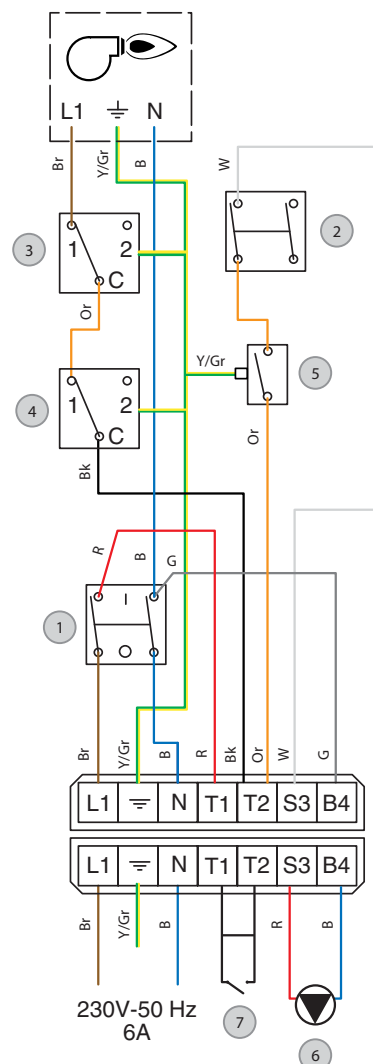 L1 N
Br Y/Gr B W
1 2
3
C
2
Or
Y/Gr
5
1 2
4
C
Bk
Or
R B G
I
1
O
Br Y/Gr B R Bk Or W G
L1 N T1 T2 S3 B4
L1 N T1 T2 S3 B4
Br Y/Gr B R B
230V-50 Hz
6A
7
6